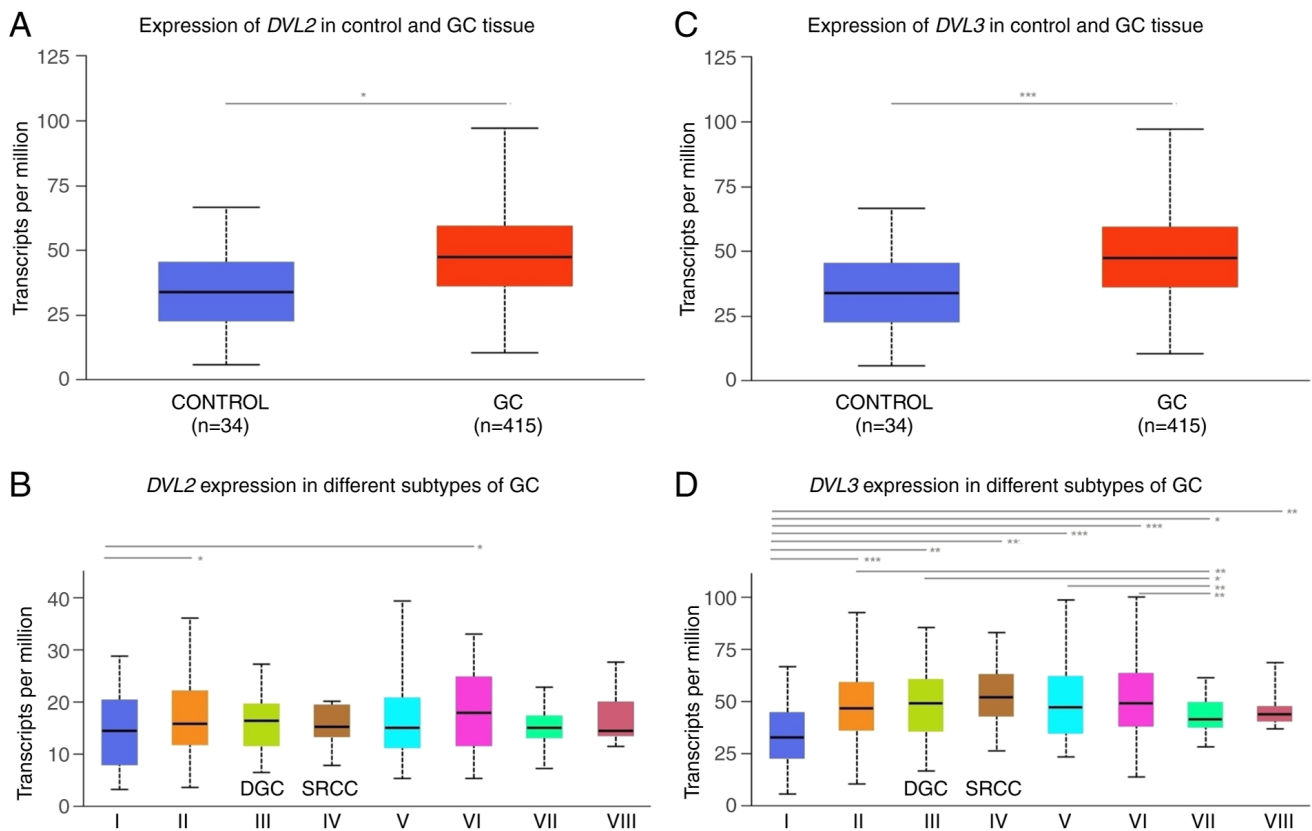 A
Expression of DVL2 in control and GC tissue
Transcripts per million
125
100
75
50
25
0
*
CONTROL
(n=34)
GC
(n=415)
C
Expression of DVL3 in control and GC tissue
Transcripts per million
125
100
75
50
25
0
***
CONTROL
(n=34)
GC
(n=415)
B
DVL2 expression in different subtypes of GC
Transcripts per million
40
30
20
10
0
*
*
DGC SRCC
I II III IV V VI VII VIII
D
DVL3 expression in different subtypes of GC
Transcripts per million
100
75
50
25
0
**
*
***
***
**
**
***
**
*
**
**
DGC SRCC
I II III IV V VI VII VIII